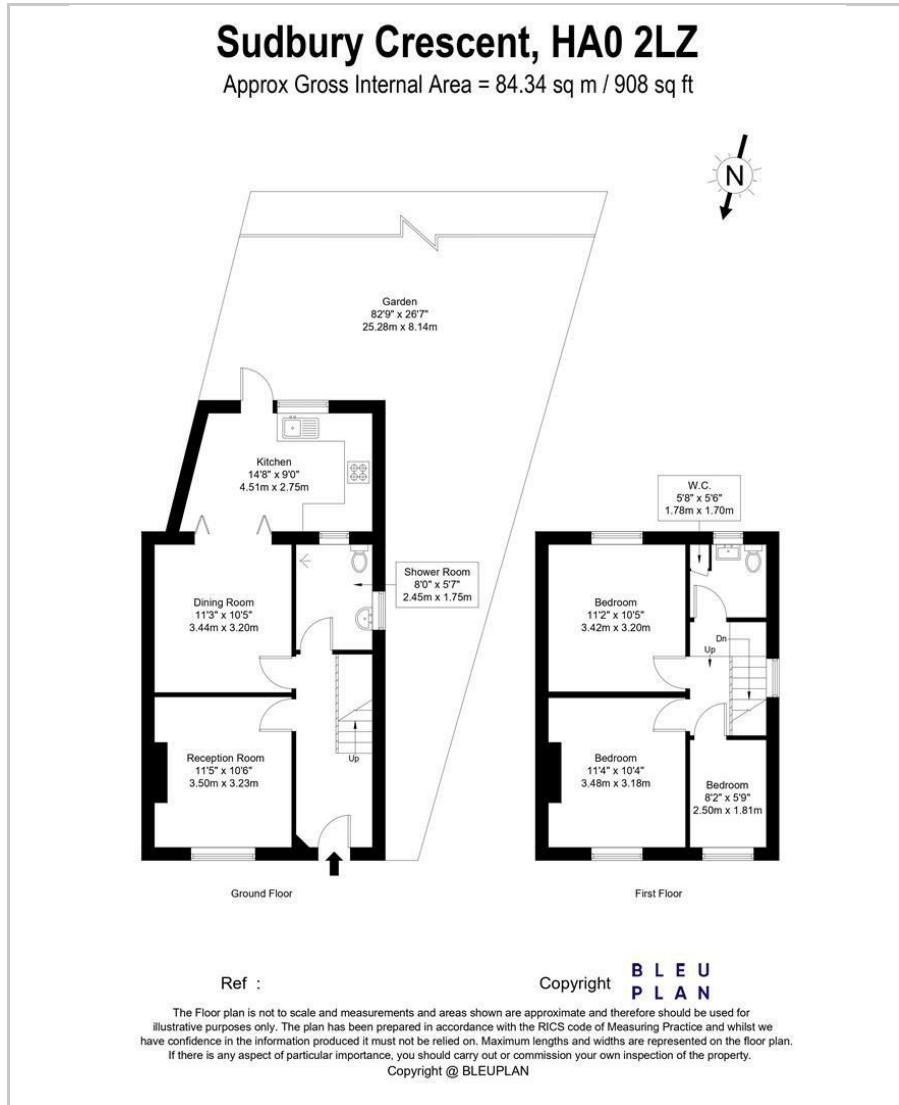 Sudbury Crescent, HA0 2LZ
Approx Gross Internal Area = 84.34 sq m / 908 sq ft
N
Garden
82'9" x 26'7"
25.28m x 8.14m
Kitchen
14'8" x 9'0"
4.51m x 2.75m
Shower Room
8'0" x 5'7"
2.45m x 1.75m
Dining Room
11'3" x 10'5"
3.44m x 3.20m
Reception Room
11'5" x 10'6"
3.50m x 3.23m
Up
Ground Floor
W.C.
5'8" x 5'6"
1.78m x 1.70m
Bedroom
11'2" x 10'5"
3.42m x 3.20m
Dn
Up
Bedroom
11'4" x 10'4"
3.48m x 3.18m
Bedroom
8'2" x 5'9"
2.50m x 1.81m
First Floor
Ref :
Copyright
BLEU
PLAN
The Floor plan is not to scale and measurements and areas shown are approximate and therefore should be used for
illustrative purposes only. The plan has been prepared in accordance with the RICS code of Measuring Practice and whilst we
have confidence in the information produced it must not be relied on. Maximum lengths and widths are represented on the floor plan.
If there is any aspect of particular importance, you should carry out or commission your own inspection of the property.
Copyright @ BLEUPLAN